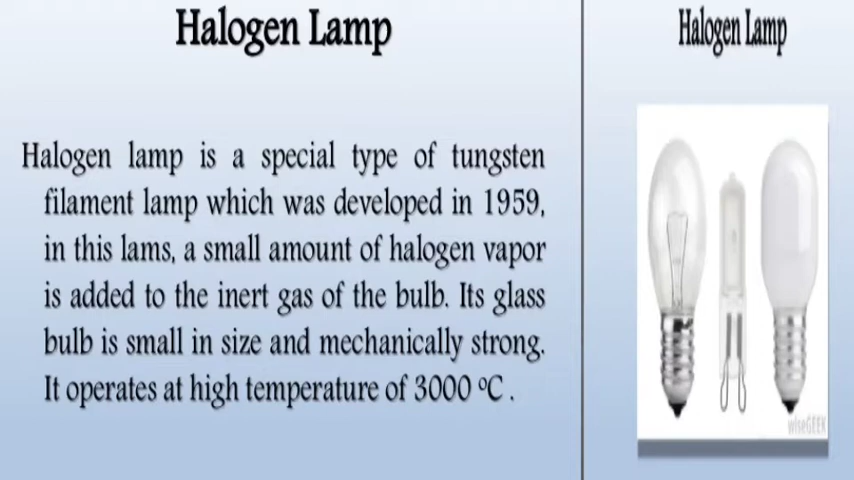 Halogen Lamp
Halogen lamp is a special type of tungsten
filament lamp which was developed in 1959,
in this lams, a small amount of halogen vapor
is added to the inert gas of the bulb. Its glass
bulb is small in size and mechanically strong.
It operates at high temperature of 3000 ºC .
Halogen Lamp
wiseGEEK